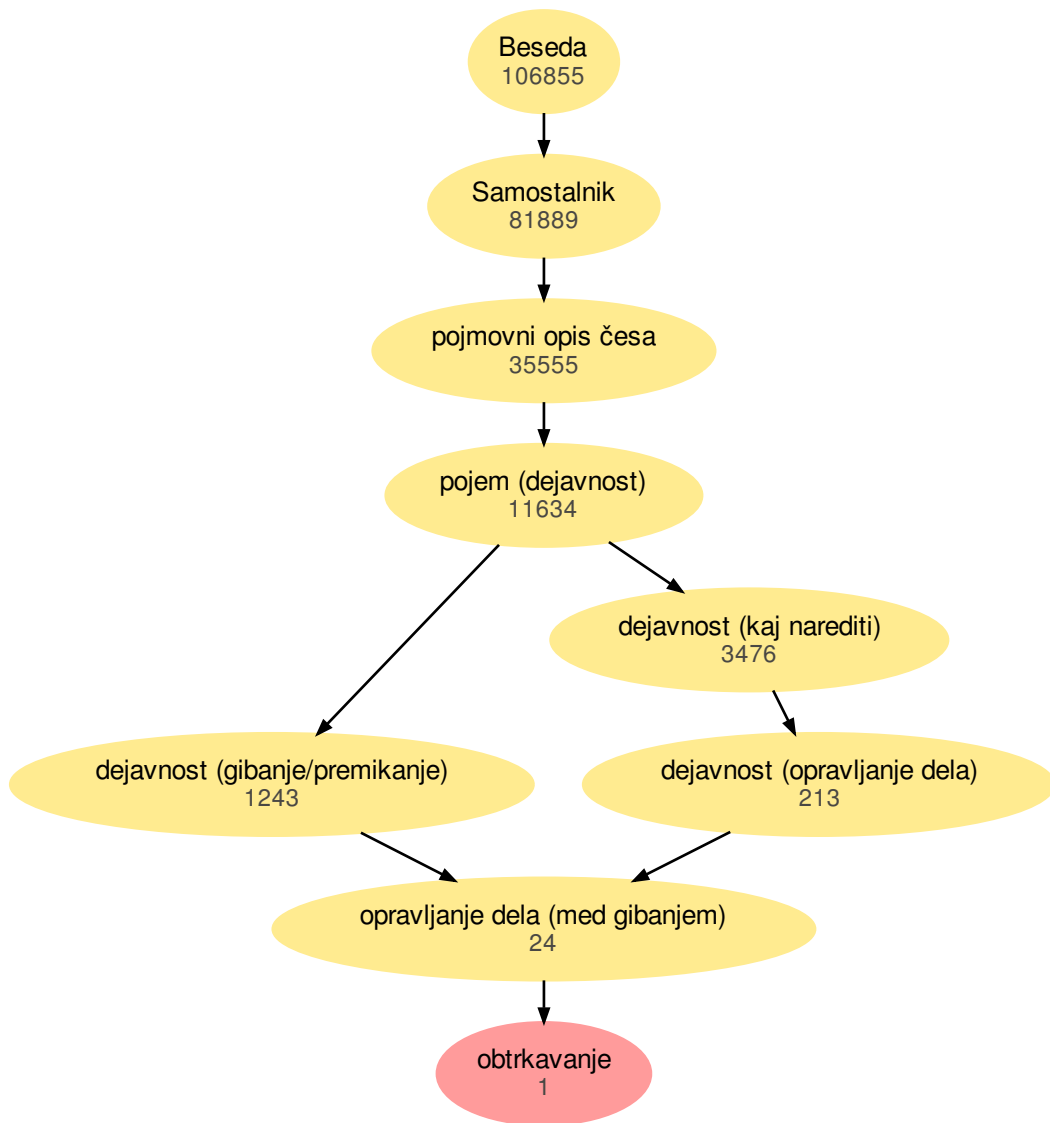 Beseda
106855
Samostalnik
81889
pojmovni opis česa
35555
pojem (dejavnost)
11634
dejavnost (kaj narediti)
3476
dejavnost (gibanje/premikanje)
1243
dejavnost (opravljanje dela)
213
opravljanje dela (med gibanjem)
24
obtrkavanje
1